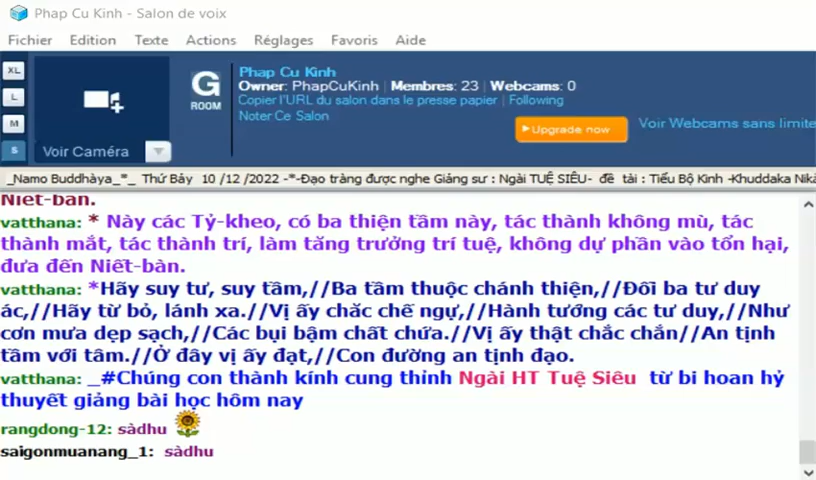 Phap Cu Kinh - Salon de voix
Fichier Edition Texte Actions Réglages Favoris Aide
XL
L
M
S
Voir Caméra
G
ROOM
Phap Cu Kinh
Owner: PhapCuKinh | Membres: 23 | Webcams: 0
Copier l'URL du salon dans le presse papier | Following
Noter Ce Salon
Upgrade now
Voir Webcams sans limite
_Namo Buddhàya_*_ Thứ Bảy 10 /12 /2022 -*-Đạo tràng được nghe Giảng sư : Ngài TUỆ SIÊU- đề tài : Tiểu Bộ Kinh -Khuddaka Nikà
Niết-bàn.
vatthana: * Này các Tỷ-kheo, có ba thiện tầm này, tác thành không mù, tác
thành mắt, tác thành trí, làm tăng trưởng trí tuệ, không dự phần vào tổn hại,
đưa đến Niết-bàn.
vatthana: *Hãy suy tư, suy tầm,//Ba tầm thuộc chánh thiện,//Đối ba tư duy
ác,//Hãy từ bỏ, lánh xa.//Vị ấy chắc chế ngự,//Hành tướng các tư duy,//Như
cơn mưa dẹp sạch,//Các bụi bậm chất chứa.//Vị ấy thật chắc chắn//An tịnh
tầm với tâm.//Ở đây vị ấy đạt,//Con đường an tịnh đạo.
vatthana: _#Chúng con thành kính cung thỉnh Ngài HT Tuệ Siêu từ bi hoan hỷ
thuyết giảng bài học hôm nay
rangdong-12: sàdhu
saigonmuanang_1: sàdhu